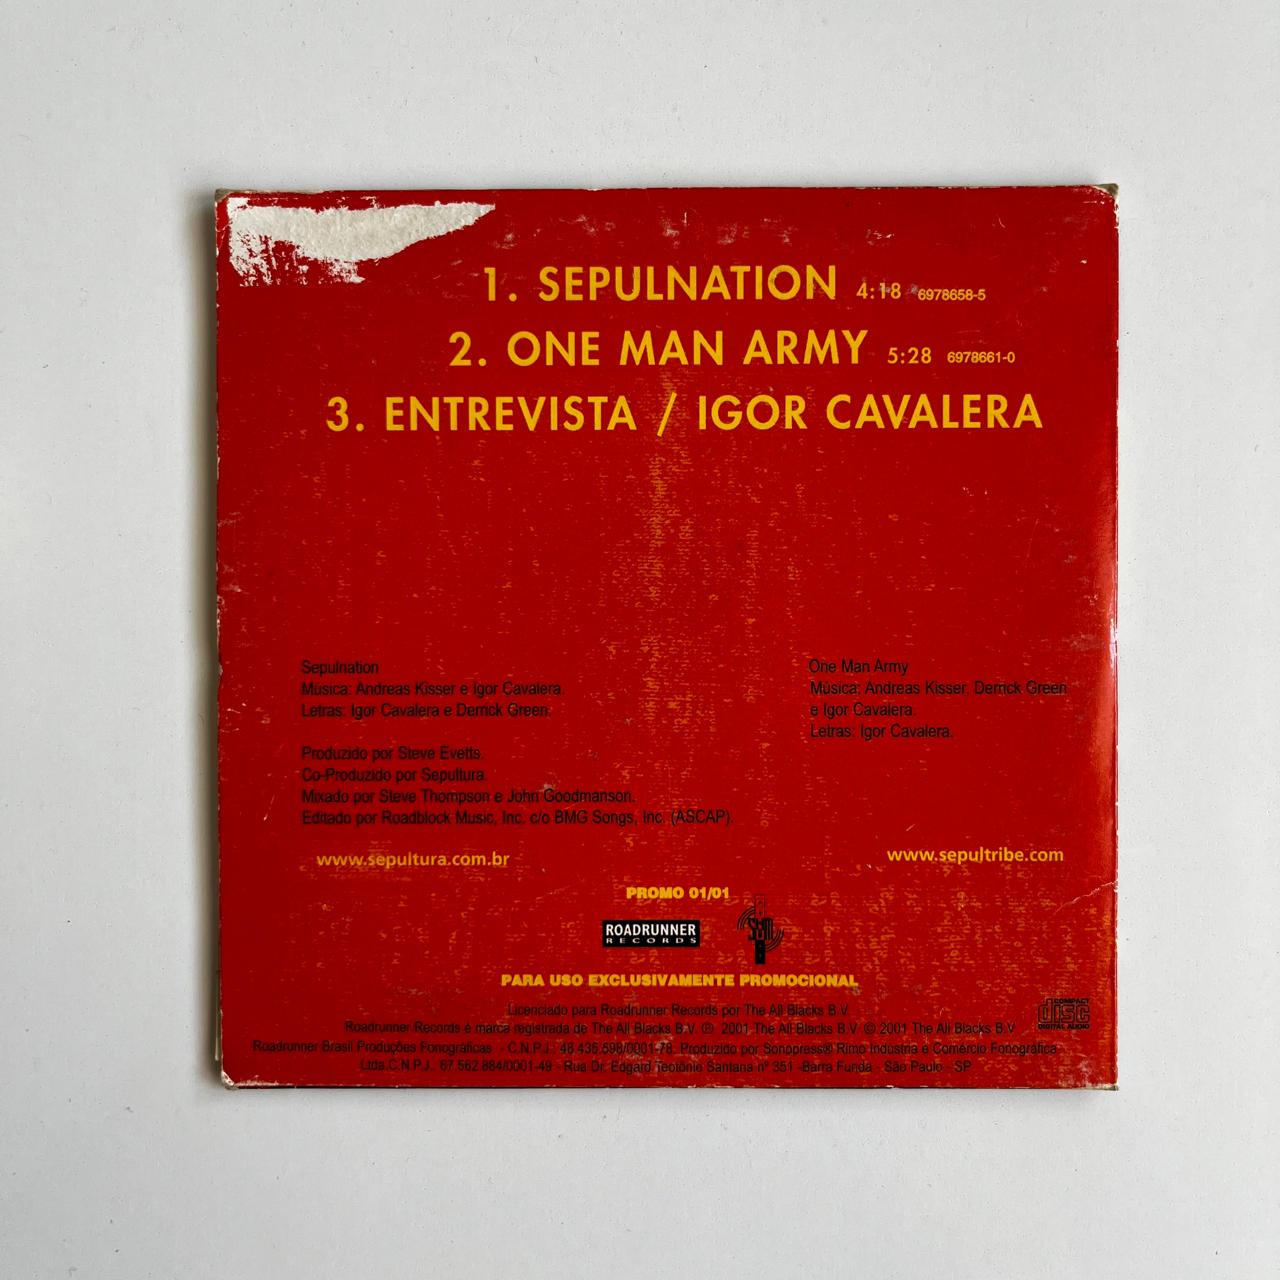 1. SEPULNATION 4:18 6978658-5
2. ONE MAN ARMY 5:28 6978661-0
3. ENTREVISTA / IGOR CAVALERA
Sepulnation
Música: Andreas Kisser e Igor Cavalera.
Letras: Igor Cavalera e Derrick Green.
Produzido por Steve Evetts.
Co-Produzido por Sepultura.
Mixado por Steve Thompson e John Goodmanson.
Editado por Roadblock Music, Inc. c/o BMG Songs, Inc. (ASCAP).
One Man Army
Música: Andreas Kisser, Derrick Green
e Igor Cavalera.
Letras: Igor Cavalera.
www.sepultura.com.br
www.sepultribe.com
PROMO 01/01
ROADRUNNER
RECORDS
SYM
PARA USO EXCLUSIVAMENTE PROMOCIONAL
COMPACT
disc
DIGITAL AUDIO
Licenciado para Roadrunner Records por The All Blacks B.V.
Roadrunner Records é marca registrada de The All Blacks B.V. ℗ 2001 The All Blacks B.V © 2001 The All Blacks B.V
Roadrunner Brasil Produções Fonográficas - C.N.P.J.: 48.435.598/0001-78. Produzido por Sonopress® Rimo Indústria e Comércio Fonográfica
Ltda.C.N.P.J. 67.562.884/0001-49 - Rua Dr. Edgard Teotônio Santana nº 351 -Barra Funda - São Paulo - SP